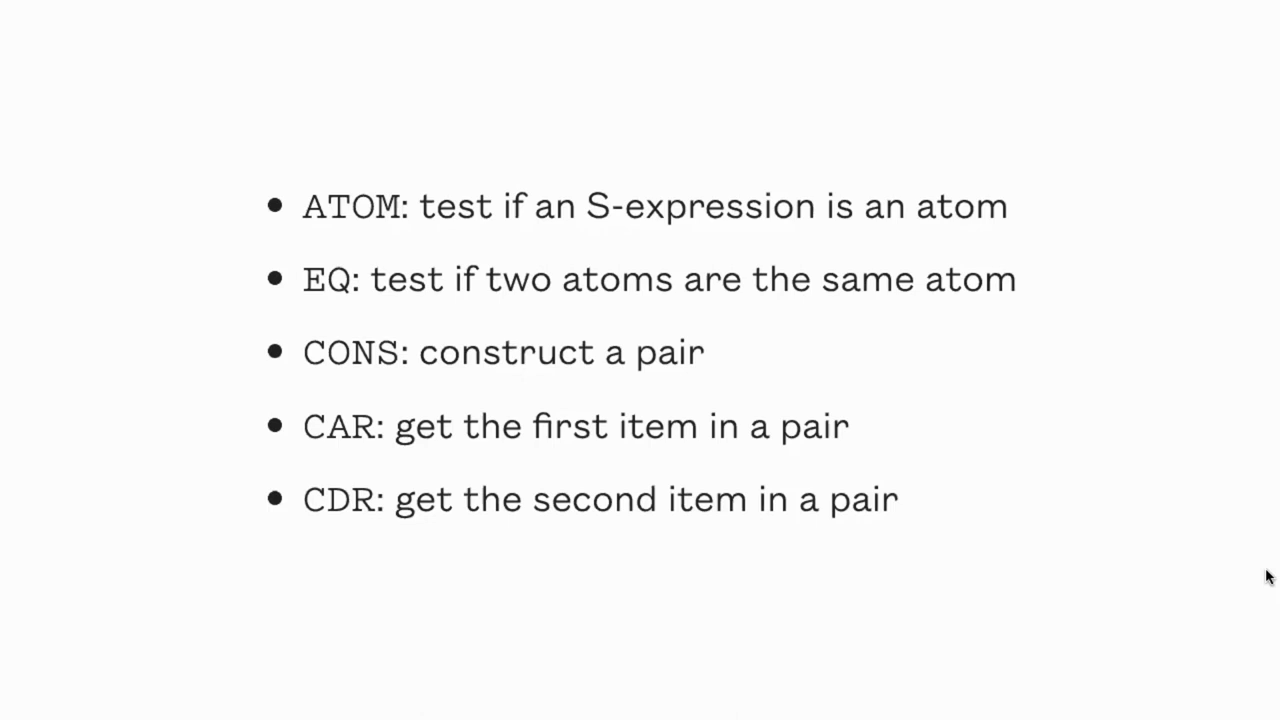 • ATOM: test if an S-expression is an atom
• EQ: test if two atoms are the same atom
• CONS: construct a pair
• CAR: get the first item in a pair
• CDR: get the second item in a pair